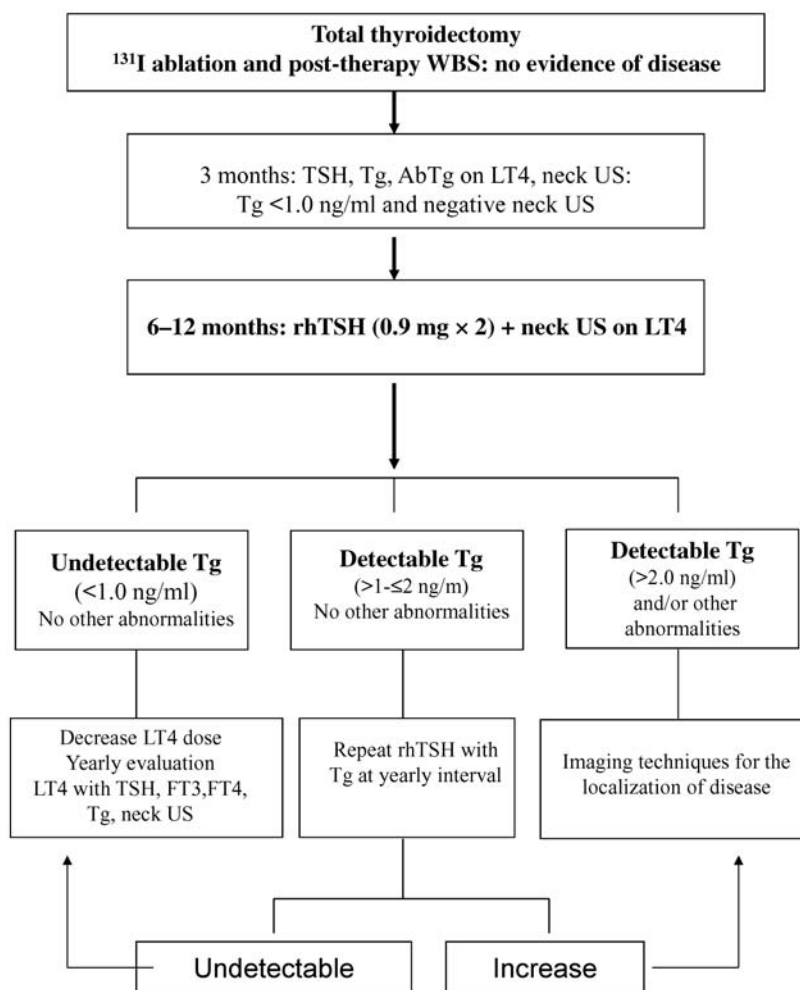 Total thyroidectomy
¹³¹I ablation and post-therapy WBS: no evidence of disease
3 months: TSH, Tg, AbTg on LT4, neck US:
Tg <1.0 ng/ml and negative neck US
6–12 months: rhTSH (0.9 mg × 2) + neck US on LT4
Undetectable Tg
(<1.0 ng/ml)
No other abnormalities
Detectable Tg
(>1-≤2 ng/m)
No other abnormalities
Detectable Tg
(>2.0 ng/ml)
and/or other
abnormalities
Decrease LT4 dose
Yearly evaluation
LT4 with TSH, FT3,FT4,
Tg, neck US
Repeat rhTSH with
Tg at yearly interval
Imaging techniques for the
localization of disease
Undetectable
Increase